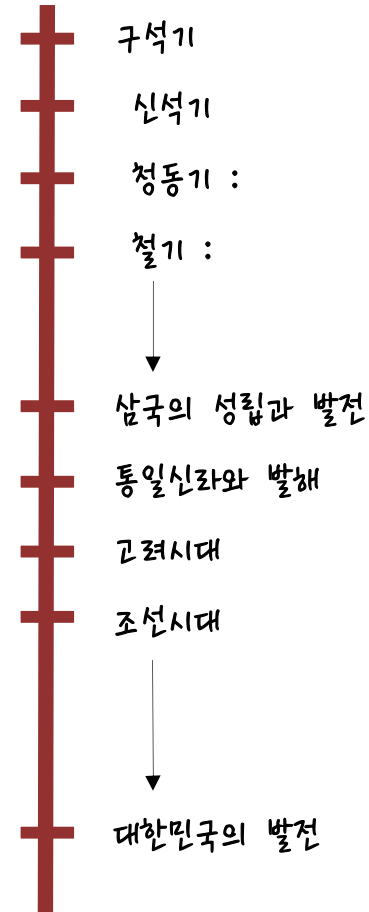 구석기
신석기
청동기 :
철기 :
삼국의 성립과 발전
통일신라와 발해
고려시대
조선시대
대한민국의 발전